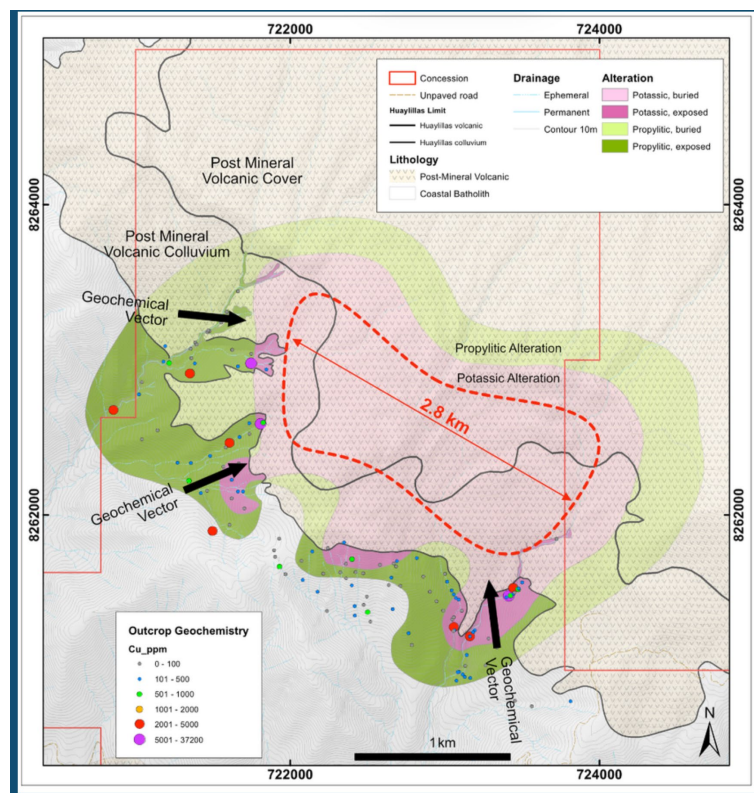 722000
724000
Concession
Unpaved road
Huaylillas Limit
Huaylillas volcanic
Huaylillas colluvium
Lithology
Post-Mineral Volcanic
Coastal Batholith
Drainage
Ephemeral
Permanent
Contour 10m
Alteration
Potassic, buried
Potassic, exposed
Propylitic, buried
Propylitic, exposed
Post Mineral
Volcanic Cover
8264000
8264000
Post Mineral
Volcanic Colluvium
Geochemical
Vector
Propylitic Alteration
Potassic Alteration
2.8 km
Geochemical
Vector
8262000
8262000
Geochemical
Vector
Outcrop Geochemistry
Cu_ppm
0 - 100
101 - 500
501 - 1000
1001 - 2000
2001 - 5000
5001 - 37200
1km
N
722000
724000